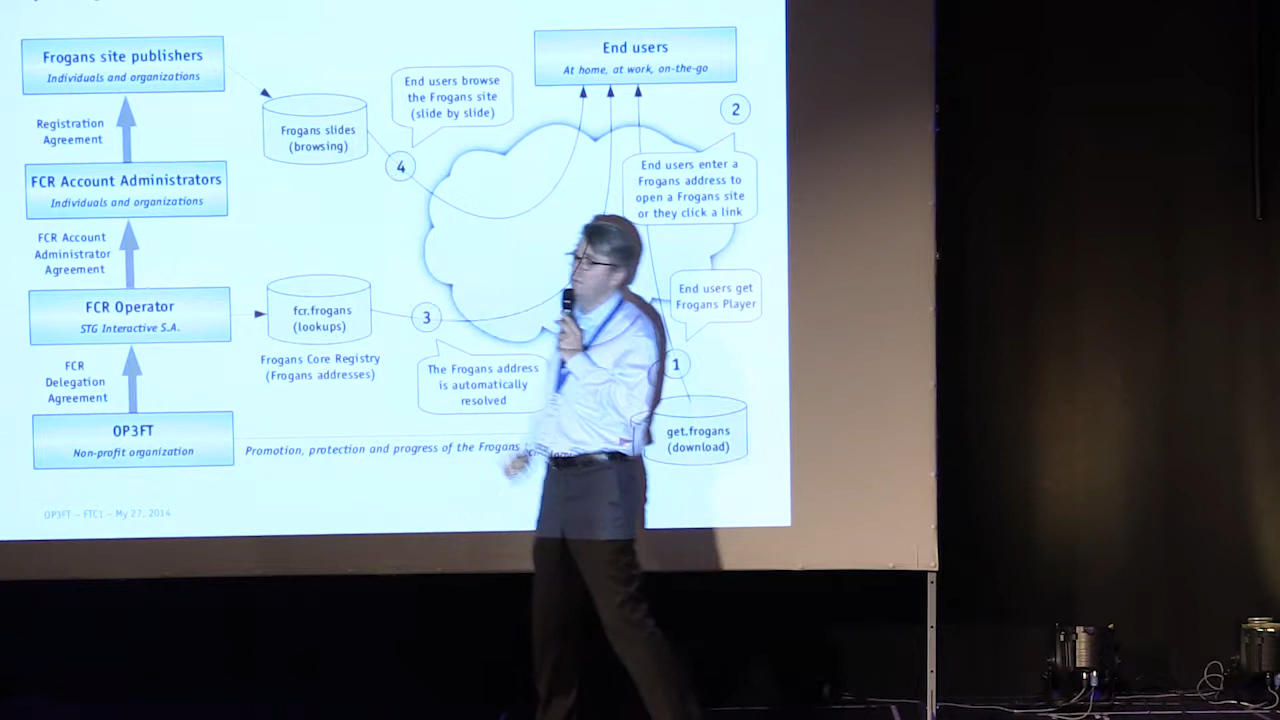 Frogans site publishers
Individuals and organizations
Registration
Agreement
FCR Account Administrators
Individuals and organizations
FCR Account
Administrator
Agreement
FCR Operator
STG Interactive S.A.
FCR
Delegation
Agreement
OP3FT
Non-profit organization
Frogans slides
(browsing)
End users browse
the Frogans site
(slide by slide)
4
End users
At home, at work, on-the-go
2
End users enter a
Frogans address to
open a Frogans site
or they click a link
fcr.frogans
(lookups)
Frogans Core Registry
(Frogans addresses)
3
The Frogans address
is automatically
resolved
End users get
Frogans Player
1
get.frogans
(download)
Promotion, protection and progress of the Frogans
OP3FT – FTC1 – My 27, 2014